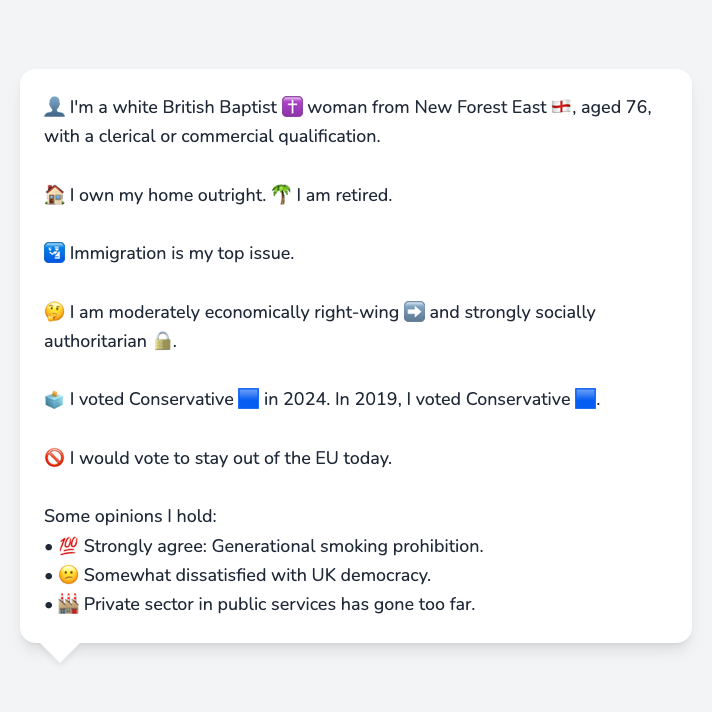 👤 I'm a white British Baptist ✝️ woman from New Forest East 🏴󠁧󠁢󠁥󠁮󠁧󠁿, aged 76,
with a clerical or commercial qualification.
🏠 I own my home outright. 🌴 I am retired.
🛂 Immigration is my top issue.
🤔 I am moderately economically right-wing ➡️ and strongly socially
authoritarian 🔒.
🗳️ I voted Conservative 🟦 in 2024. In 2019, I voted Conservative 🟦.
🚫 I would vote to stay out of the EU today.
Some opinions I hold:
• 💯 Strongly agree: Generational smoking prohibition.
• 😕 Somewhat dissatisfied with UK democracy.
• 🏭 Private sector in public services has gone too far.